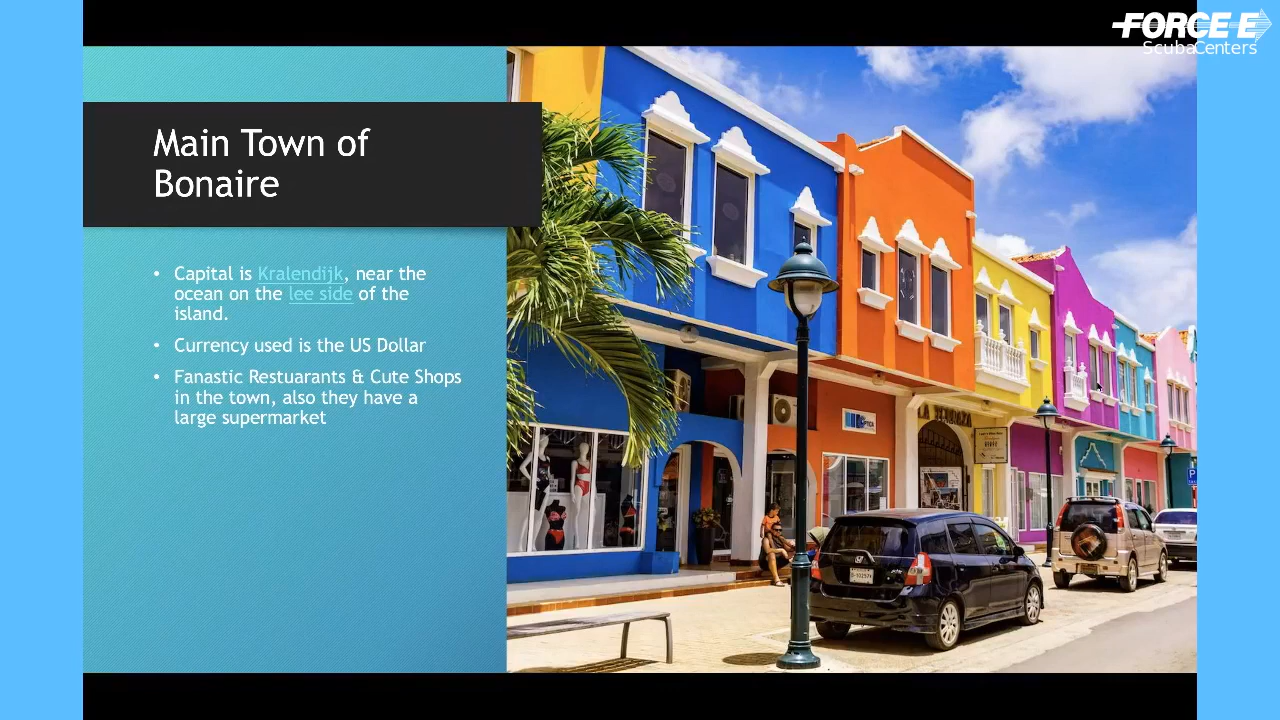 FORCE-E
ScubaCenters
Main Town of
Bonaire
• Capital is Kralendijk, near the
ocean on the lee side of the
island.
• Currency used is the US Dollar
• Fanastic Restuarants & Cute Shops
in the town, also they have a
large supermarket
P